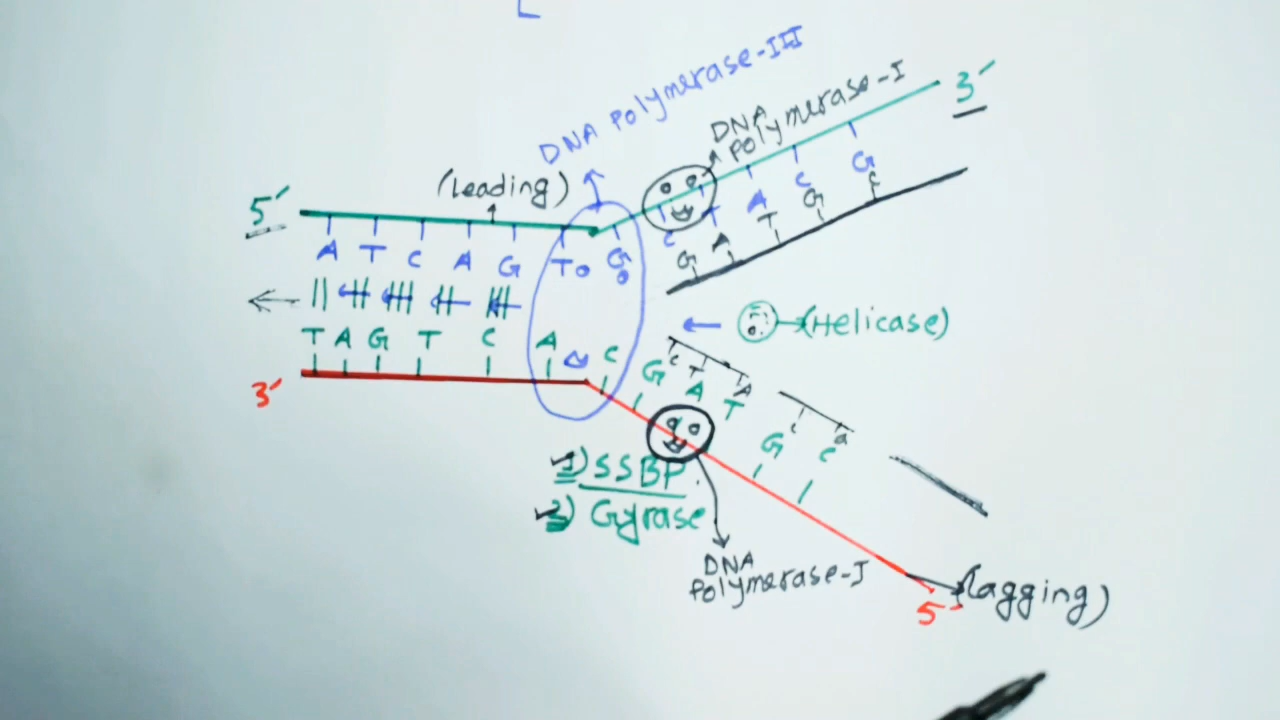 DNA Polymerase-III
DNA
Polymerase-I
3'
(Leading)
5'
A T C A G T G C T A C G
G A T G C
T A G T C A C G A T G C
C T A
C a
(Helicase)
3'
1) SSBP
2) Gyrase
DNA
Polymerase-I
(lagging)
5'